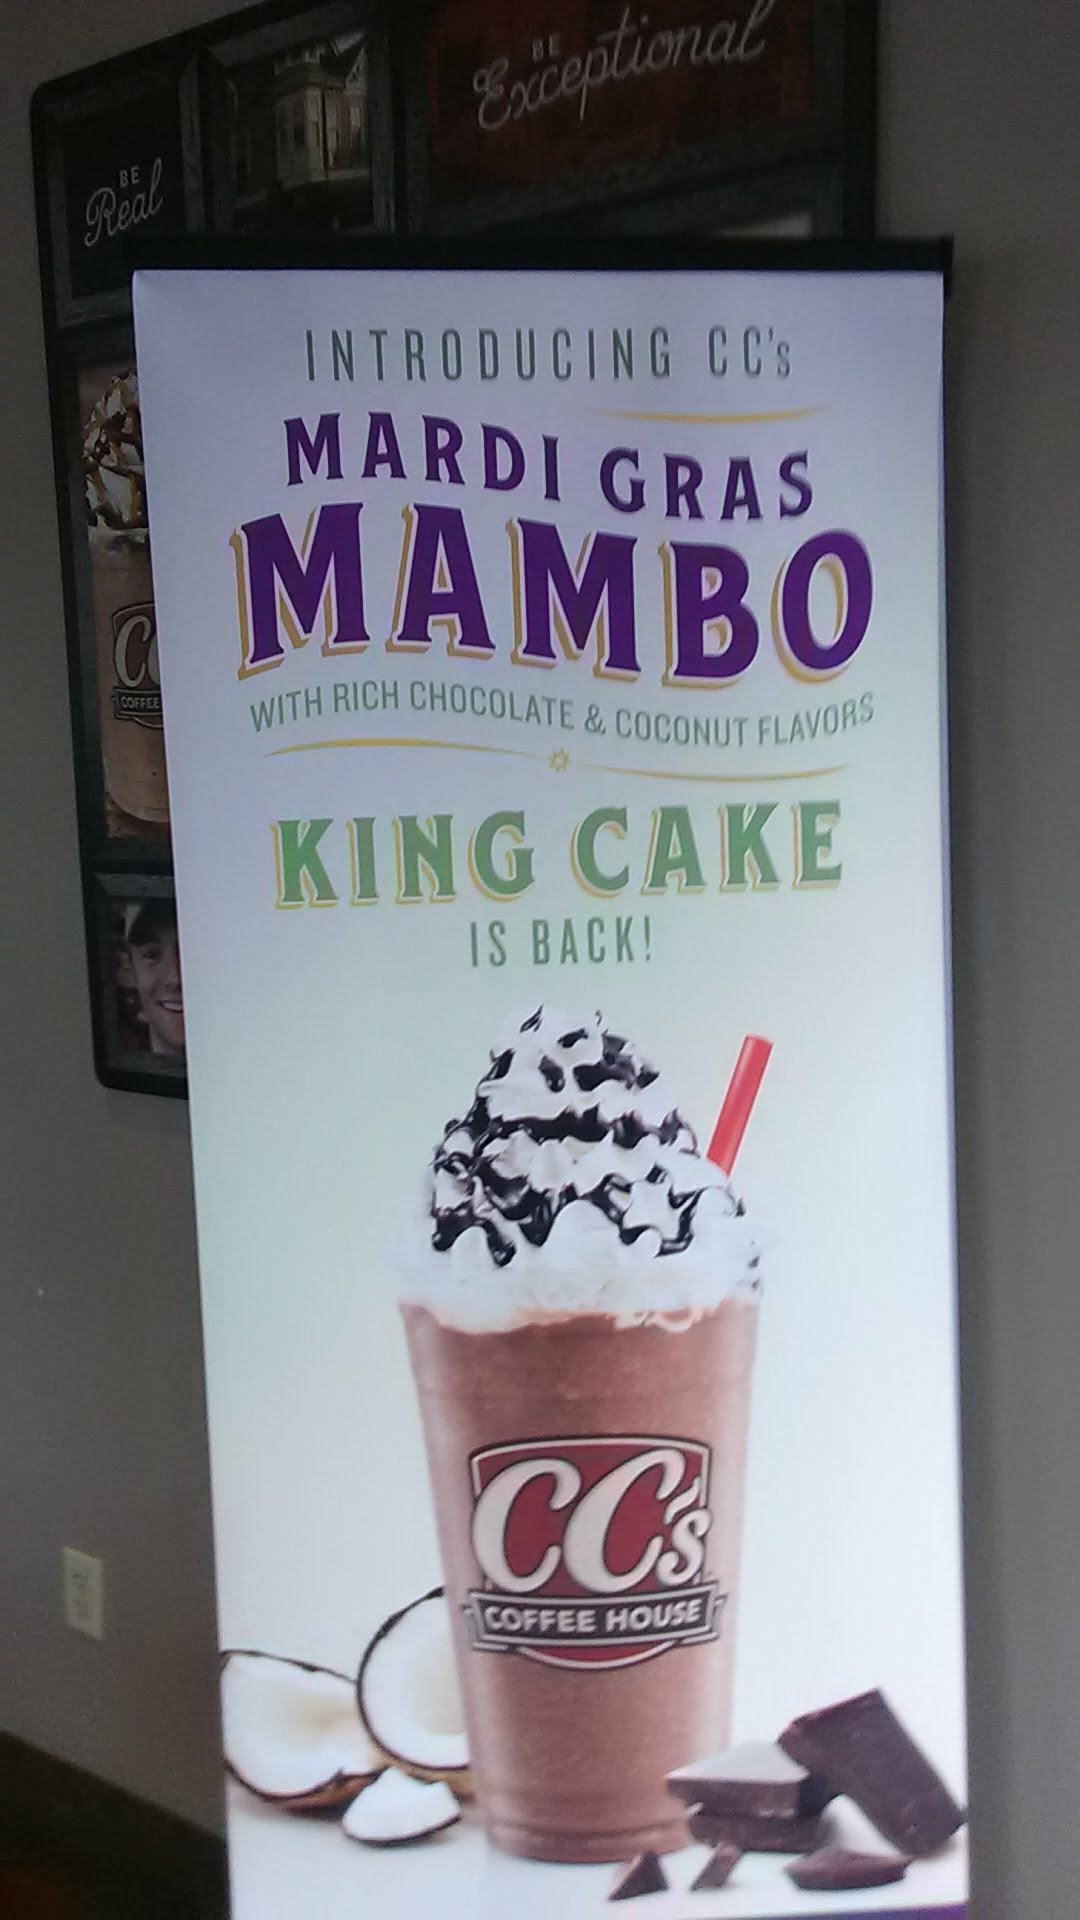 BE
Exceptional
BE
Real
INTRODUCING CC's
MARDI GRAS
MAMBO
WITH RICH CHOCOLATE & COCONUT FLAVORS
KING CAKE
IS BACK!
COFFEE
CC's
COFFEE HOUSE